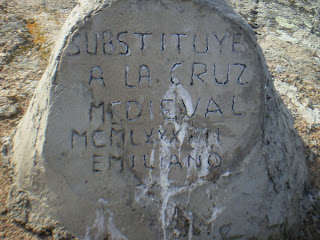 SUBSTITUYE
A LA CRUZ
MEDIEVAL
EMILIANO